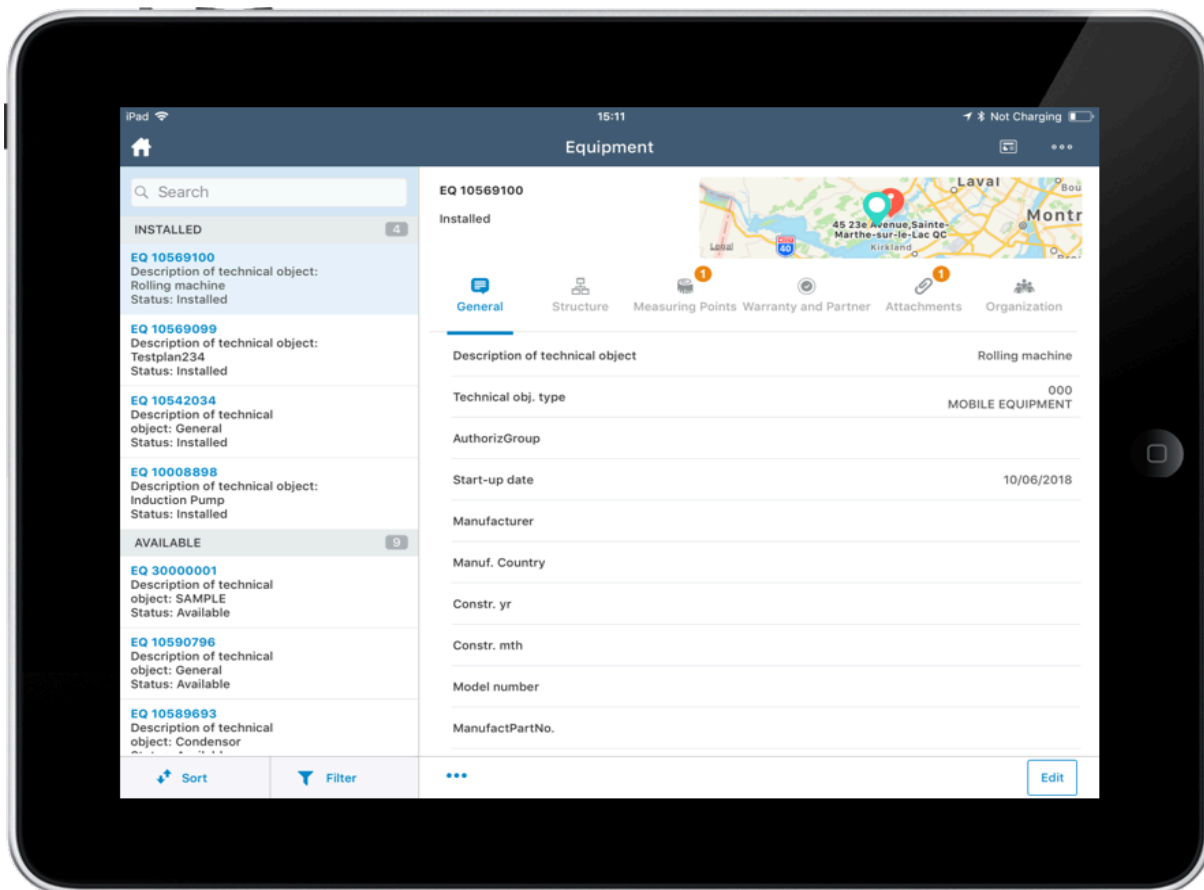 iPad
15:11
Not Charging
Equipment
Search
INSTALLED 4
EQ 10569100
Description of technical object:
Rolling machine
Status: Installed
EQ 10569099
Description of technical object:
Testplan234
Status: Installed
EQ 10542034
Description of technical
object: General
Status: Installed
EQ 10008898
Description of technical object:
Induction Pump
Status: Installed
AVAILABLE 9
EQ 30000001
Description of technical
object: SAMPLE
Status: Available
EQ 10590796
Description of technical
object: General
Status: Available
EQ 10589693
Description of technical
object: Condensor
Sort
Filter
EQ 10569100
Installed
Laval
Bou
Montr
45 23e Avenue,Sainte-
Marthe-sur-le-Lac QC
Kirkland
Legal
40
1
1
General
Structure
Measuring Points
Warranty and Partner
Attachments
Organization
Description of technical object Rolling machine
Technical obj. type 000
MOBILE EQUIPMENT
AuthorizGroup
Start-up date 10/06/2018
Manufacturer
Manuf. Country
Constr. yr
Constr. mth
Model number
ManufactPartNo.
Edit